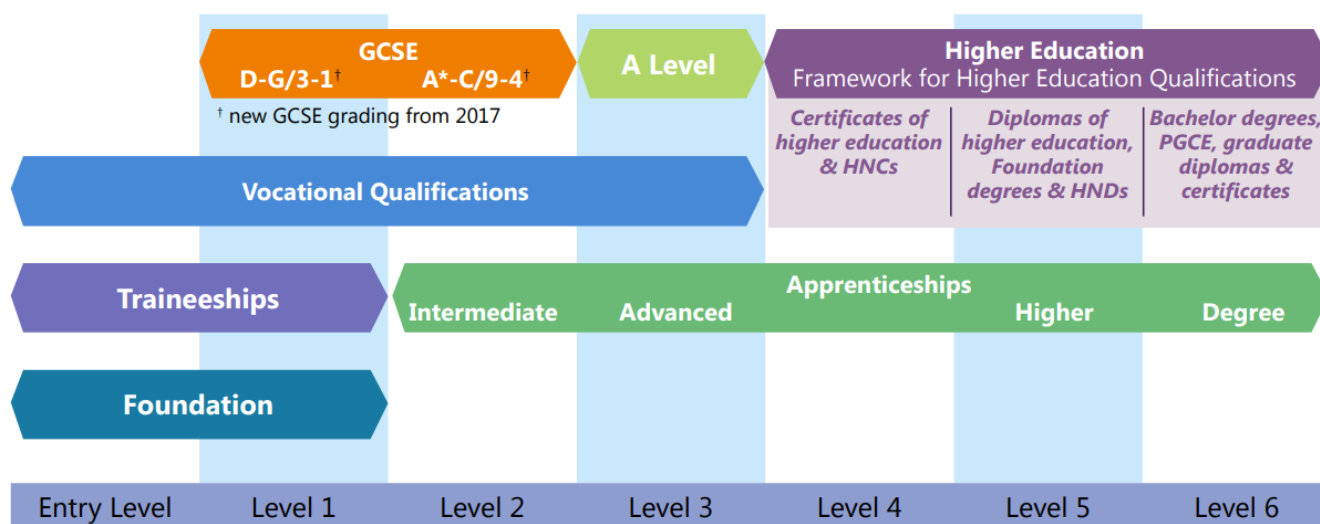 GCSE
D-G/3-1†
A*-C/9-4†
† new GCSE grading from 2017
A Level
Higher Education
Framework for Higher Education Qualifications
Certificates of
higher education
& HNCs
Diplomas of
higher education,
Foundation
degrees & HNDs
Bachelor degrees,
PGCE, graduate
diplomas &
certificates
Vocational Qualifications
Traineeships
Apprenticeships
Intermediate
Advanced
Higher
Degree
Foundation
Entry Level
Level 1
Level 2
Level 3
Level 4
Level 5
Level 6